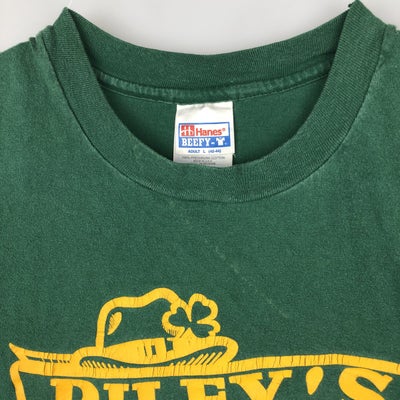 Hanes®
BEEFY-T
ADULT L (42-44)
RILEY'S